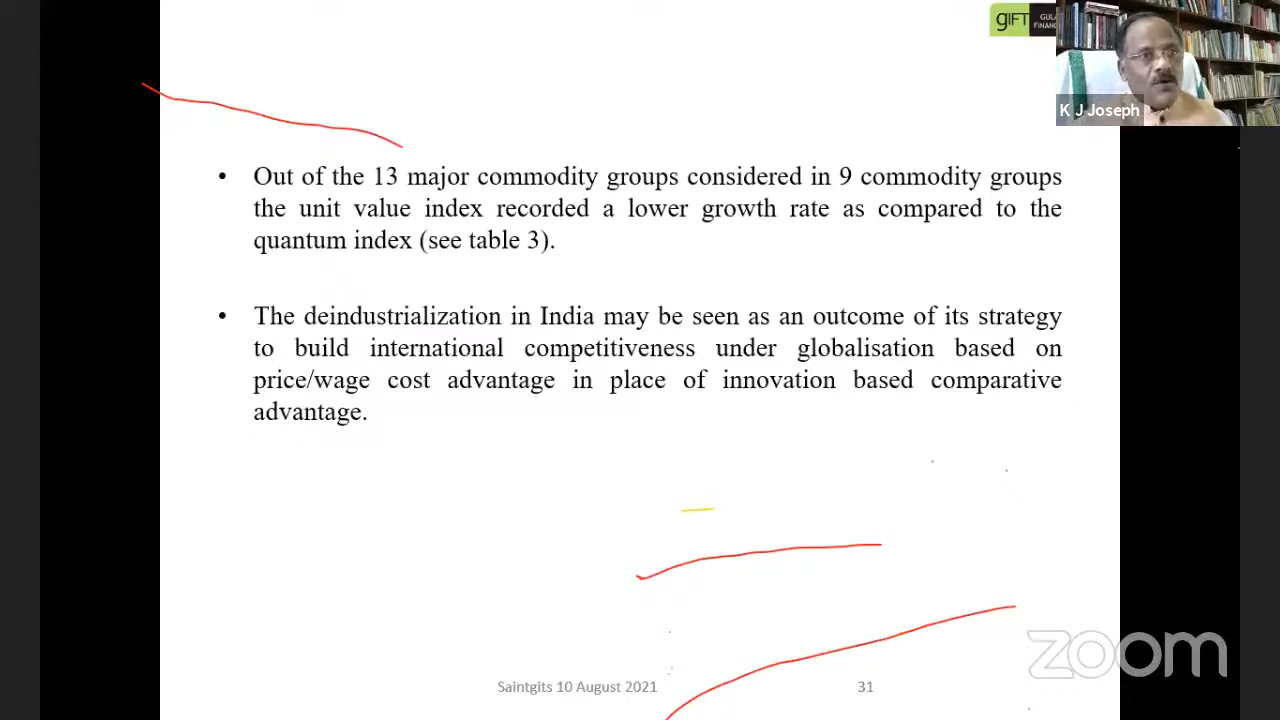 GIFT GULA
FINANC
K J Joseph
• Out of the 13 major commodity groups considered in 9 commodity groups
the unit value index recorded a lower growth rate as compared to the
quantum index (see table 3).
• The deindustrialization in India may be seen as an outcome of its strategy
to build international competitiveness under globalisation based on
price/wage cost advantage in place of innovation based comparative
advantage.
zoom
Saintgits 10 August 2021 31